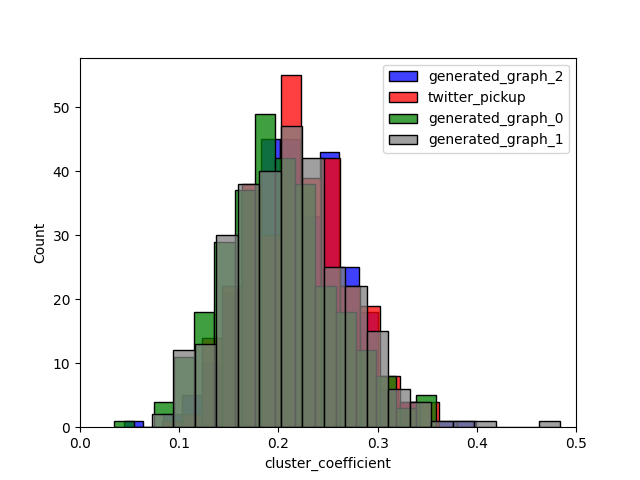 generated_graph_2
twitter_pickup
generated_graph_0
generated_graph_1
Count
50
40
30
20
10
0
0.0 0.1 0.2 0.3 0.4 0.5
cluster_coefficient